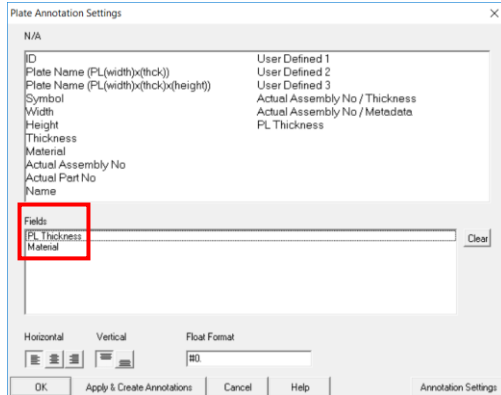 Plate Annotation Settings
N/A
ID
Plate Name (PL(width)x(thck))
Plate Name (PL(width)x(thck)x(height))
Symbol
Width
Height
Thickness
Material
Actual Assembly No
Actual Part No
Name
User Defined 1
User Defined 2
User Defined 3
Actual Assembly No / Thickness
Actual Assembly No / Metadata
PL Thickness
Fields
PL Thickness
Material
Clear
Horizontal Vertical Float Format
#0.
OK Apply & Create Annotations Cancel Help Annotation Settings